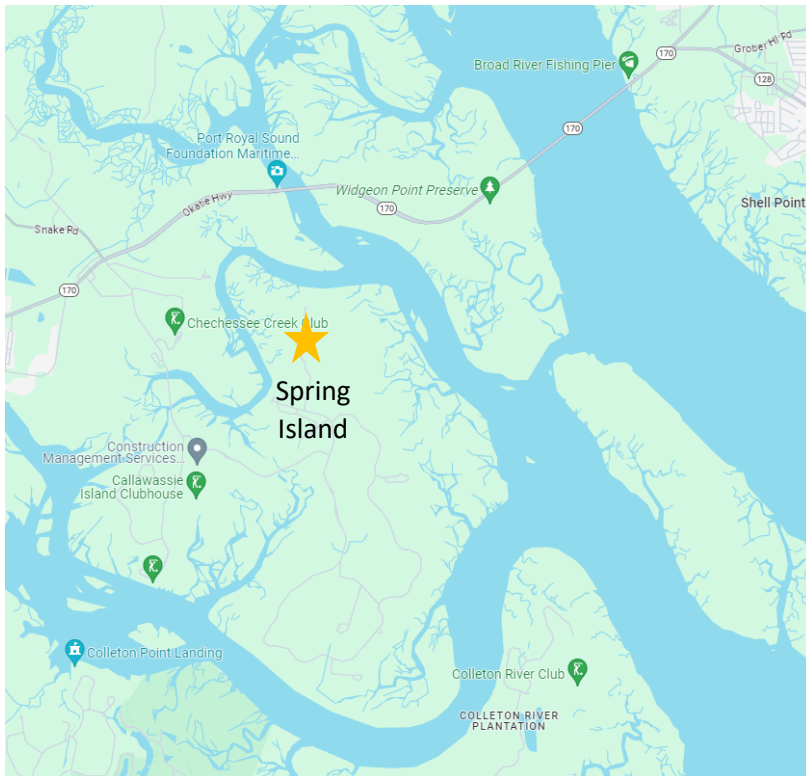 170
Grober Hl Rd
Broad River Fishing Pier
128
170
Port Royal Sound
Foundation Maritime...
Widgeon Point Preserve
Okatie Hwy
170
Shell Point
Snake Rd
170
Chechessee Creek Club
Spring
Island
Construction
Management Services...
Callawassie
Island Clubhouse
Colleton Point Landing
Colleton River Club
COLLETON RIVER
PLANTATION